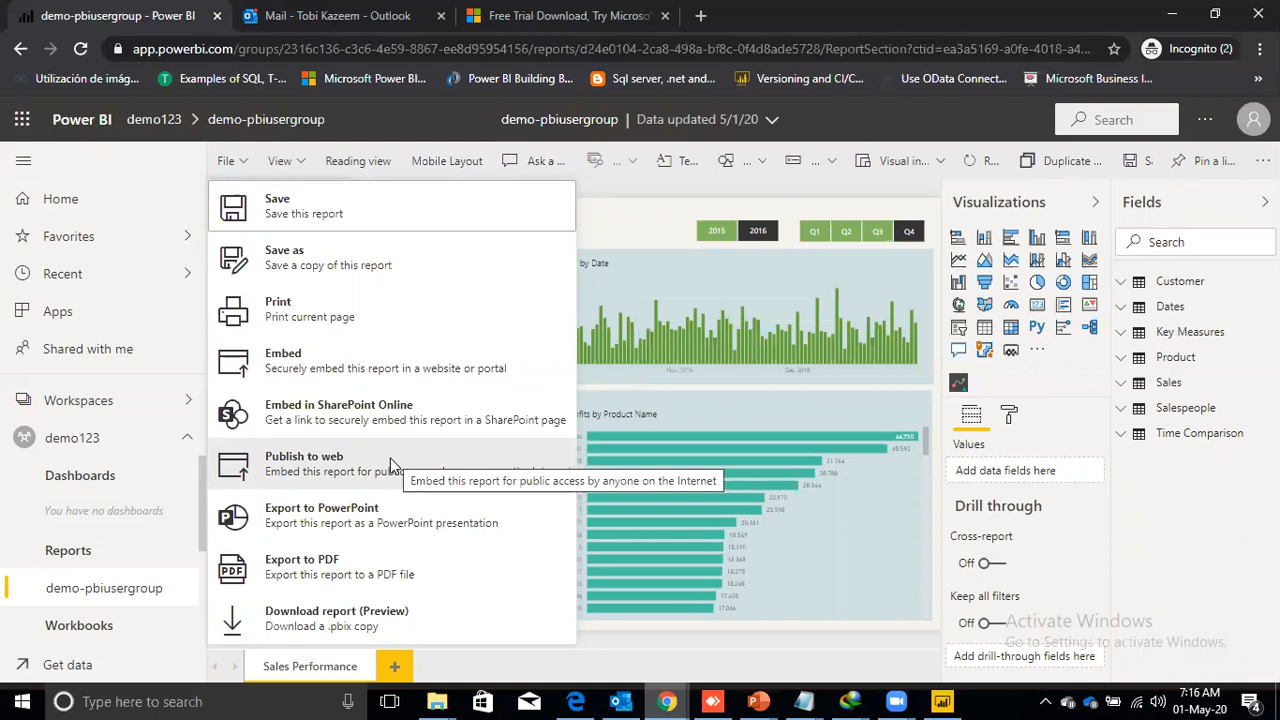 demo-pbiusergroup - Power BI
Mail - Tobi Kazeem - Outlook
Free Trial Download, Try Microso
app.powerbi.com/groups/2316c136-c3c6-4e59-8867-ee8d95954156/reports/d24e0104-2ca8-498a-bf8c-0f4d8ade5728/ReportSection?ctid=ea3a5169-a0fe-4018-a4...
Incognito (2)
Utilización de imág...
Examples of SQL, T-...
Microsoft Power BI...
Power BI Building B...
Sql server, .net and...
Versioning and CI/C...
Use OData Connect...
Microsoft Business I...
Power BI
demo123
demo-pbiusergroup
demo-pbiusergroup | Data updated 5/1/20
Search
File
View
Reading view
Mobile Layout
Ask a ...
...
Te...
...
...
Visual in...
R...
Duplicate ...
S.
Pin a li...
Home
Favorites
Recent
Apps
Shared with me
Workspaces
demo123
Dashboards
You have no dashboards
Reports
demo-pbiusergroup
Workbooks
Get data
Save
Save this report
Save as
Save a copy of this report
Print
Print current page
Embed
Securely embed this report in a website or portal
Embed in SharePoint Online
Get a link to securely embed this report in a SharePoint page
Publish to web
Embed this report for pub
Embed this report for public access by anyone on the Internet
Export to PowerPoint
Export this report as a PowerPoint presentation
Export to PDF
Export this report to a PDF file
Download report (Preview)
Download a .pbix copy
2015
2016
Q1
Q2
Q3
Q4
by Date
Nov 2016
Dec 2016
fits by Product Name
Sales Performance
Visualizations
Values
Add data fields here
Drill through
Cross-report
Off
Keep all filters
Off
Add drill-through fields here
Fields
Search
Customer
Dates
Key Measures
Product
Sales
Salespeople
Time Comparison
Activate Windows
Go to Settings to activate Windows.
Type here to search
7:16 AM
01-May-20
4